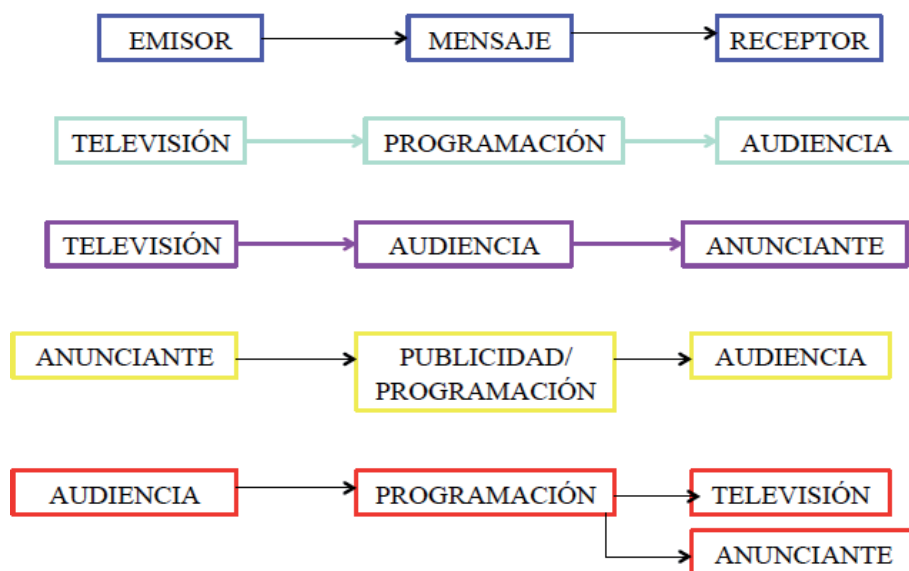 EMISOR
MENSAJE
RECEPTOR
TELEVISIÓN
PROGRAMACIÓN
AUDIENCIA
TELEVISIÓN
AUDIENCIA
ANUNCIANTE
ANUNCIANTE
PUBLICIDAD/
PROGRAMACIÓN
AUDIENCIA
AUDIENCIA
PROGRAMACIÓN
TELEVISIÓN
ANUNCIANTE